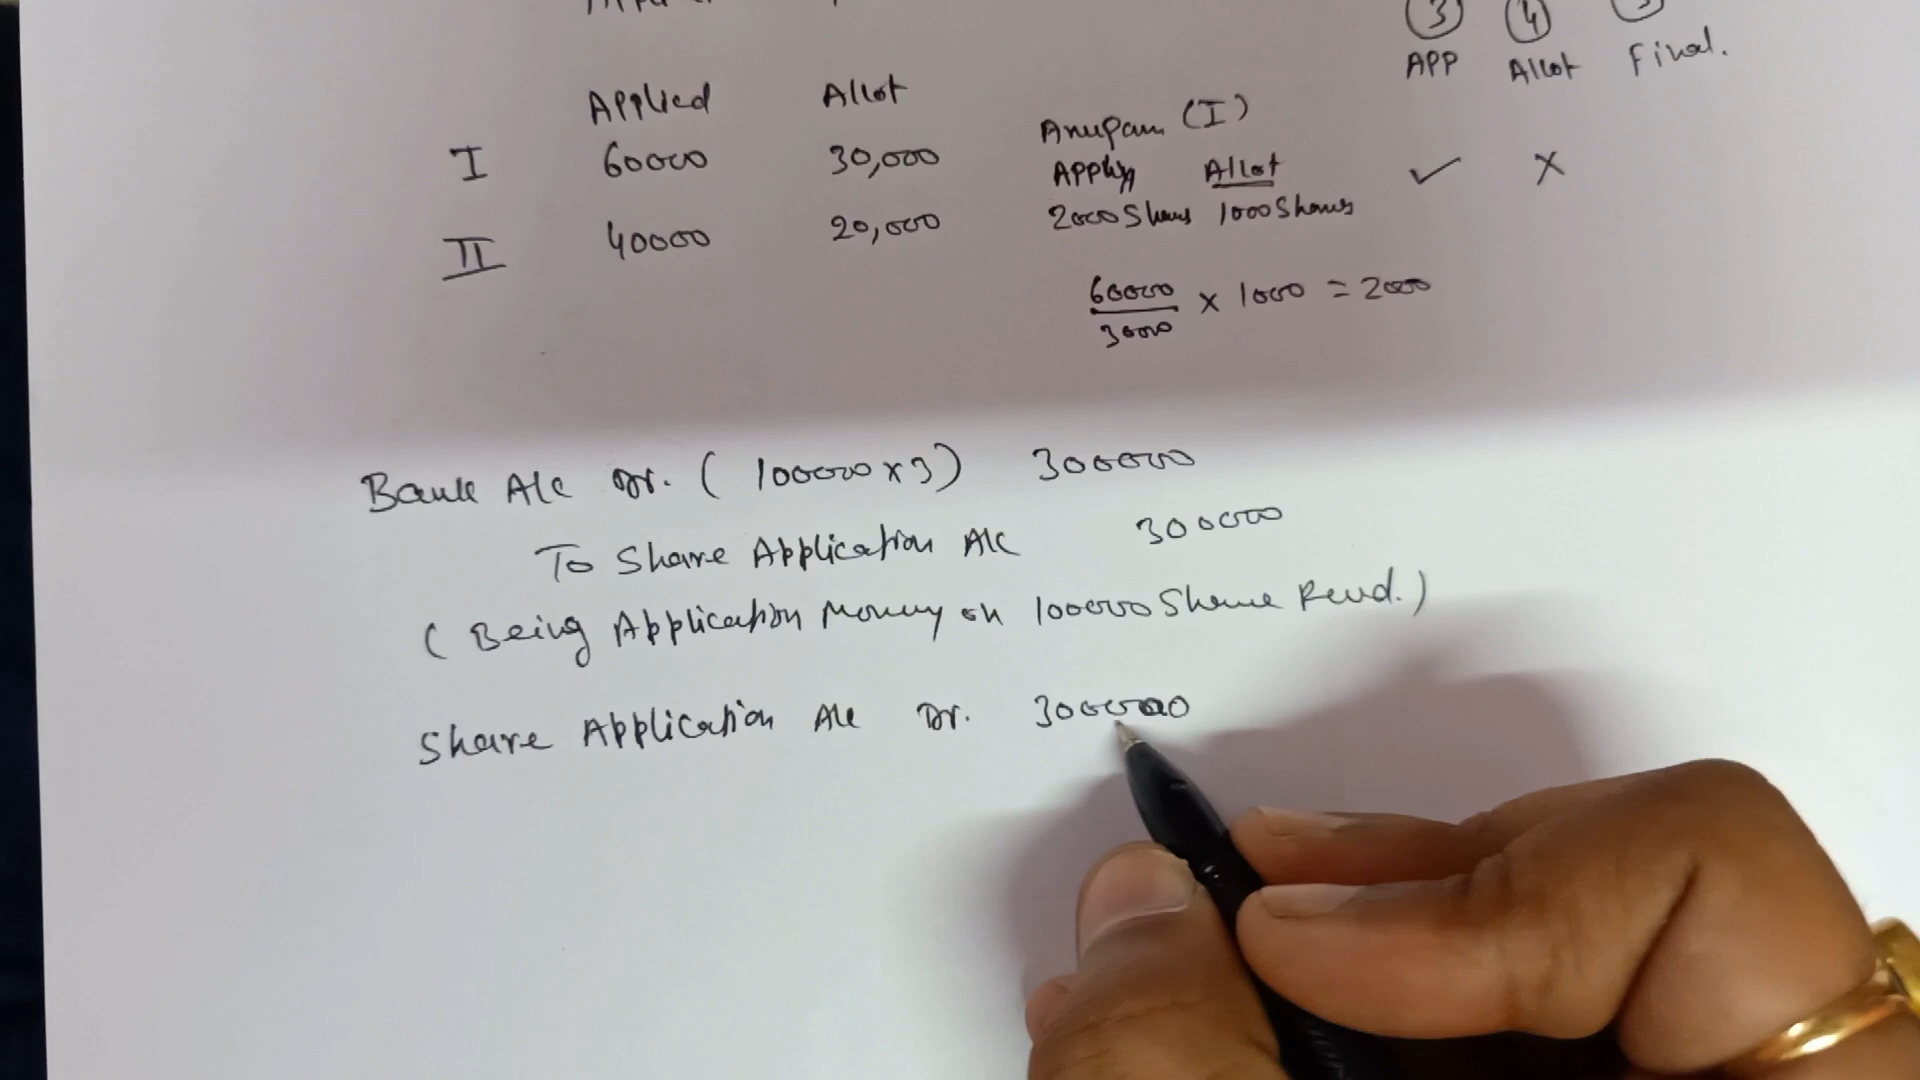 ③ ④
APP Allot Final.
Applied Allot
I 60000 30,000
II 40000 20,000
Anupam (I)
Apply Allot ✓ X
2000 Shares 1000 Shares
60000
/30000 × 1000 = 2000
Bank A/c Dr. ( 100000 × 3) 300000
To Share Application A/c 300000
( Being Application Money on 100000 Share Recvd.)
Share Application A/c Dr. 300000